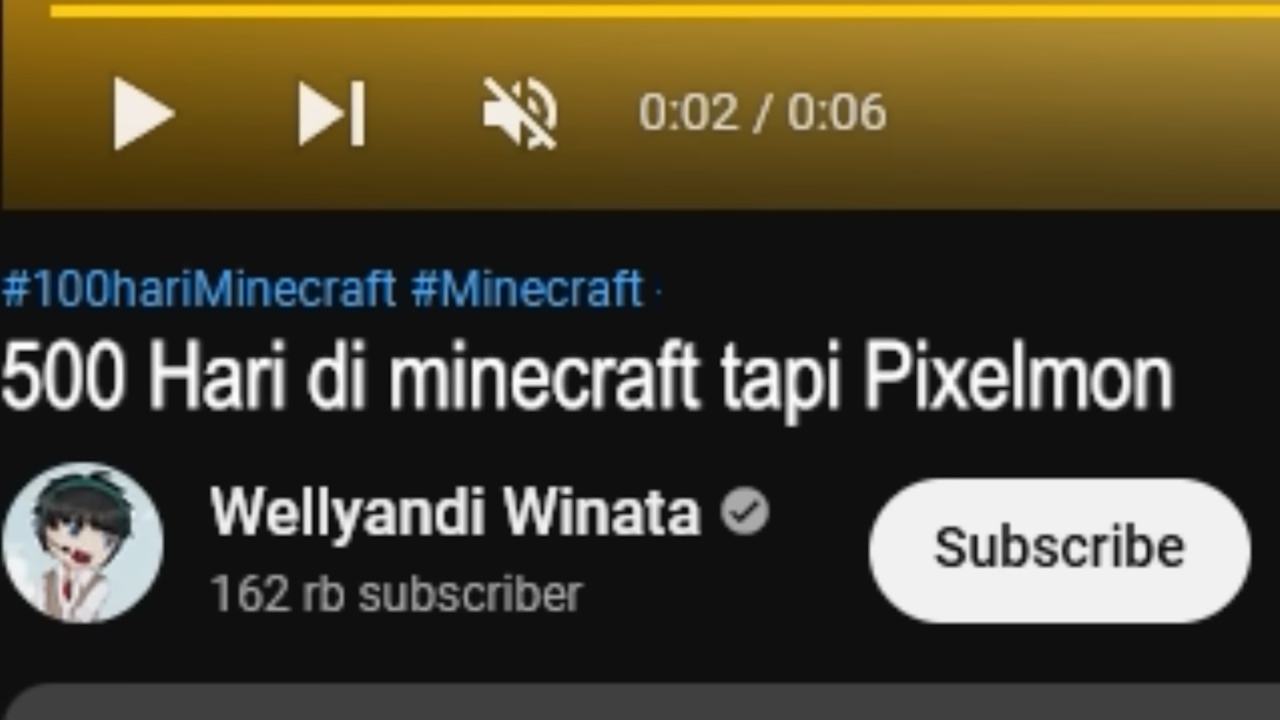 0:02 / 0:06
#100hariMinecraft #Minecraft ·
500 Hari di minecraft tapi Pixelmon
Wellyandi Winata
162 rb subscriber
Subscribe